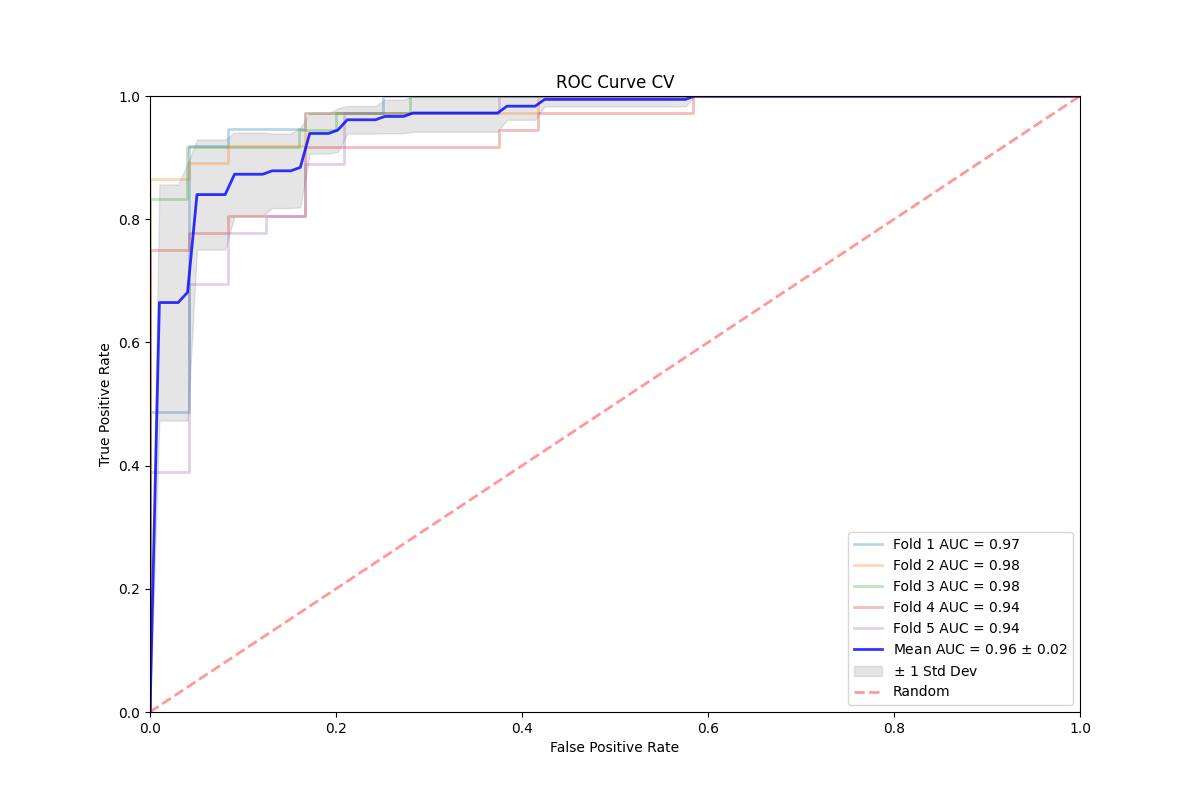 ROC Curve CV
1.0
0.8
0.6
0.4
0.2
0.0
True Positive Rate
0.0 0.2 0.4 0.6 0.8 1.0
False Positive Rate
Fold 1 AUC = 0.97
Fold 2 AUC = 0.98
Fold 3 AUC = 0.98
Fold 4 AUC = 0.94
Fold 5 AUC = 0.94
Mean AUC = 0.96 ± 0.02
± 1 Std Dev
Random